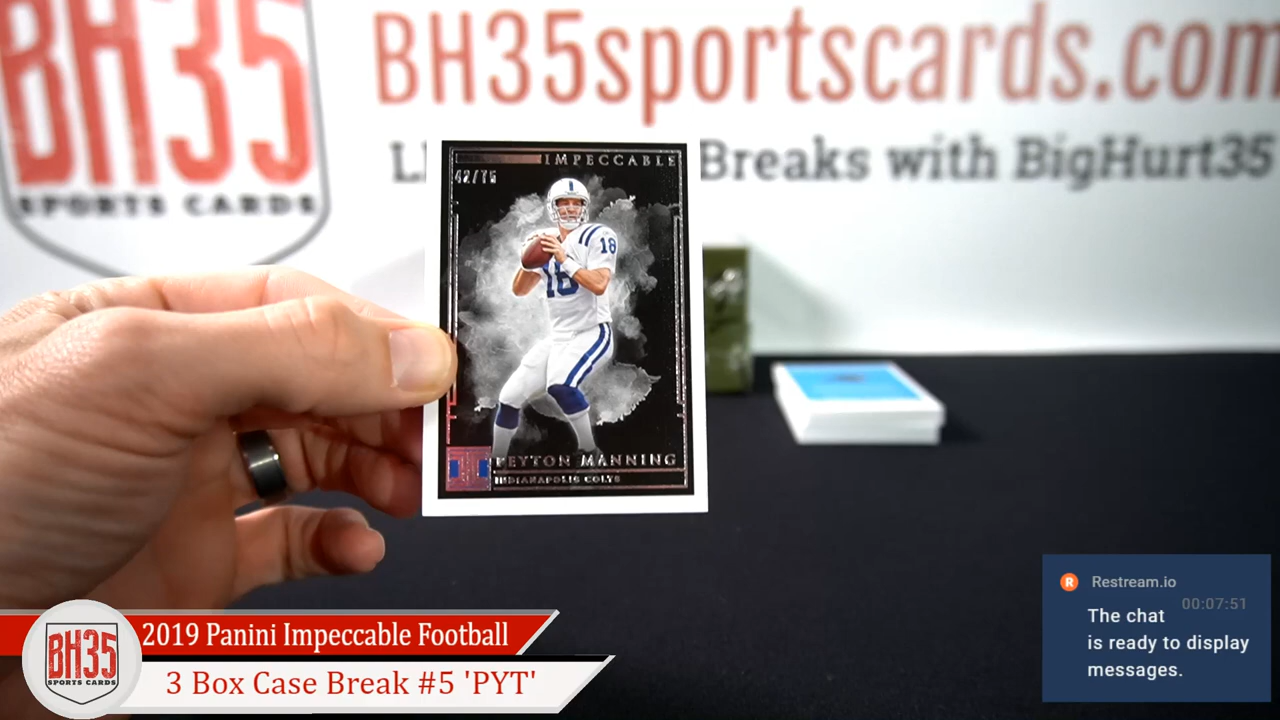 BH35
SPORTS CARDS
BH35sportscards.com
Breaks with BigHurt35
IMPECCABLE
42/75
18
18
PEYTON MANNING
INDIANAPOLIS COLTS
Restream.io
00:07:51
The chat
is ready to display
messages.
BH35
SPORTS CARDS
2019 Panini Impeccable Football
3 Box Case Break #5 'PYT'